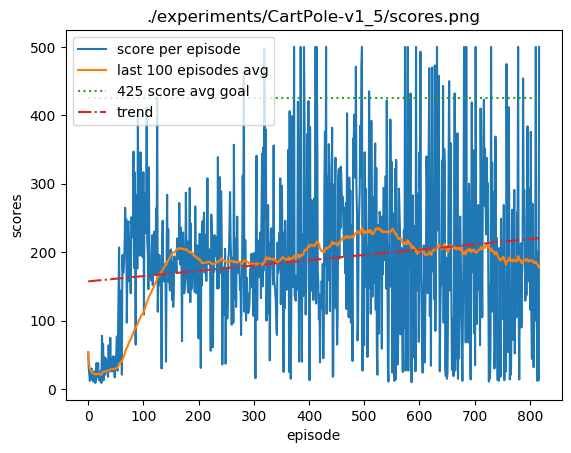 ./experiments/CartPole-v1_5/scores.png
500
400
300
200
100
0
scores
score per episode
last 100 episodes avg
425 score avg goal
trend
0 100 200 300 400 500 600 700 800
episode